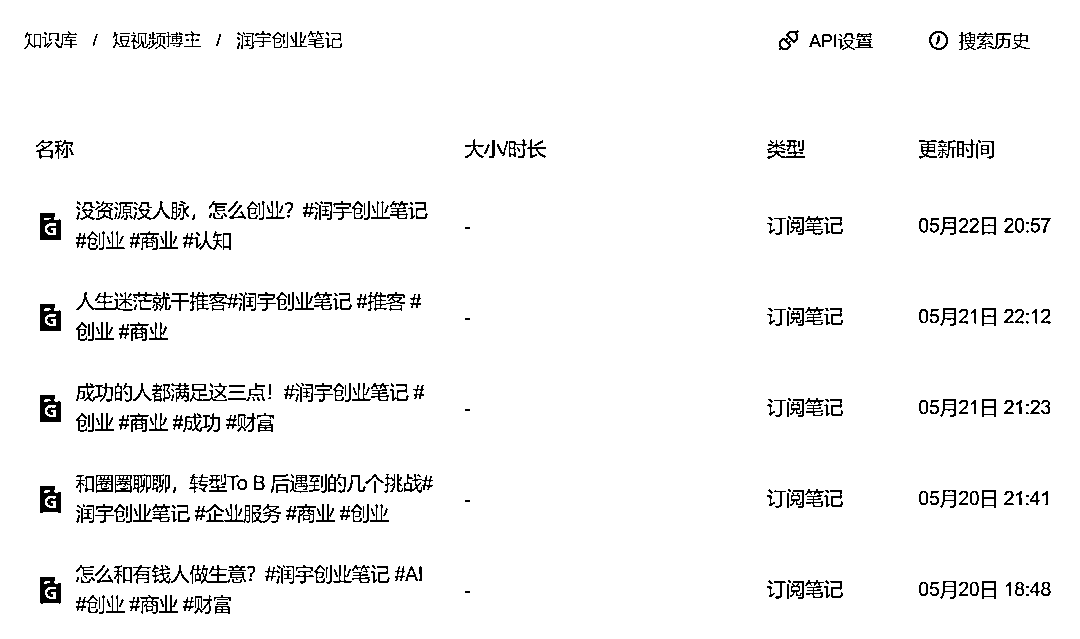 知识库 / 短视频博主 / 润宇创业笔记 API设置 搜索历史
名称 大小/时长 类型 更新时间
没资源没人脉，怎么创业？#润宇创业笔记
#创业 #商业 #认知
- 订阅笔记 05月22日 20:57
人生迷茫就干推客#润宇创业笔记 #推客 #
创业 #商业
- 订阅笔记 05月21日 22:12
成功的人都满足这三点！#润宇创业笔记 #
创业 #商业 #成功 #财富
- 订阅笔记 05月21日 21:23
和圈圈聊聊，转型To B 后遇到的几个挑战#
润宇创业笔记 #企业服务 #商业 #创业
- 订阅笔记 05月20日 21:41
怎么和有钱人做生意？#润宇创业笔记 #AI
#创业 #商业 #财富
- 订阅笔记 05月20日 18:48